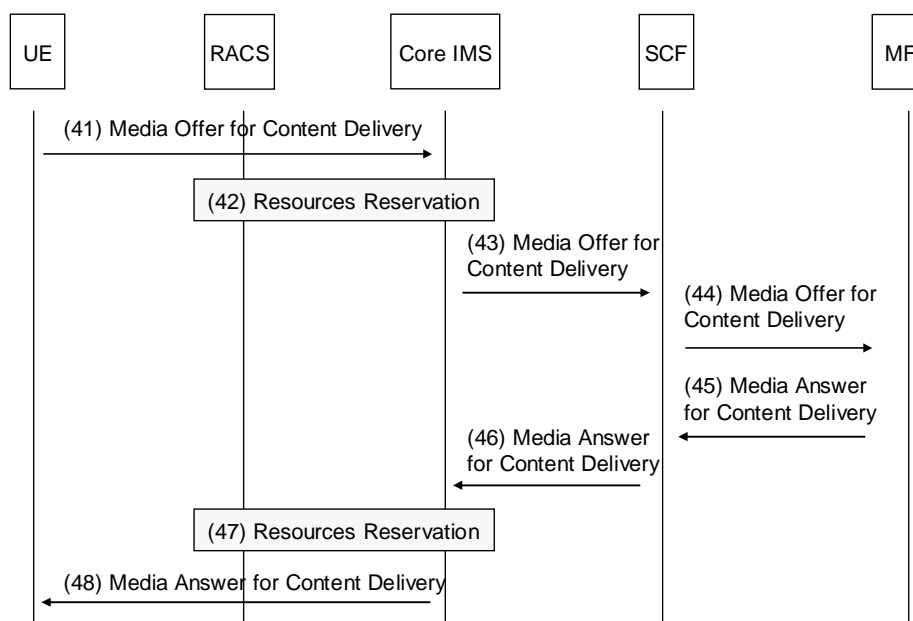 UE
RACS
Core IMS
SCF
MF
(41) Media Offer for Content Delivery
(42) Resources Reservation
(43) Media Offer for
Content Delivery
(44) Media Offer for
Content Delivery
(45) Media Answer
for Content Delivery
(46) Media Answer
for Content Delivery
(47) Resources Reservation
(48) Media Answer for Content Delivery